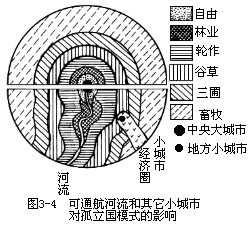 自由
林业
轮作
谷草
三圃
畜牧
中央大城市
地方小城市
小城市
经济圈
河流
图3-4 可通航河流和其它小城市
对孤立国模式的影响